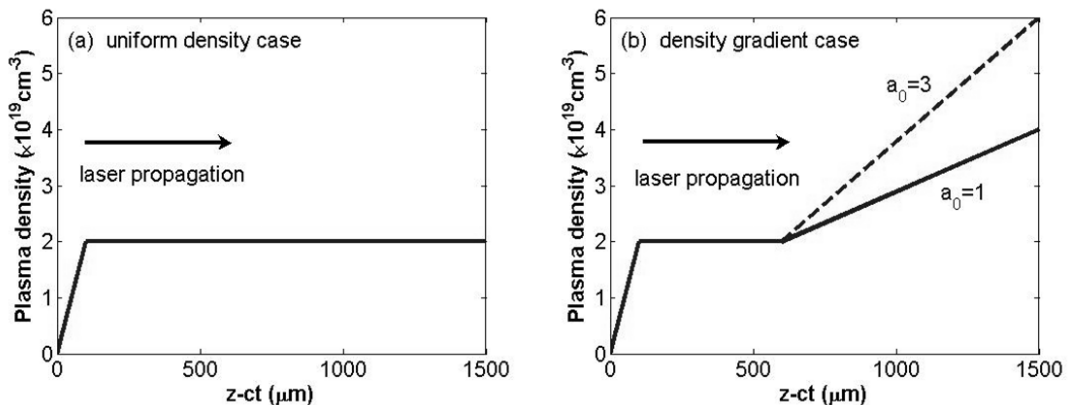 (a) uniform density case
Plasma density (×10¹⁹cm⁻³)
6
5
4
3
2
1
0
laser propagation
0 500 1000 1500
z-ct (μm)
(b) density gradient case
Plasma density (×10¹⁹cm⁻³)
6
5
4
3
2
1
0
a₀=3
laser propagation
a₀=1
0 500 1000 1500
z-ct (μm)